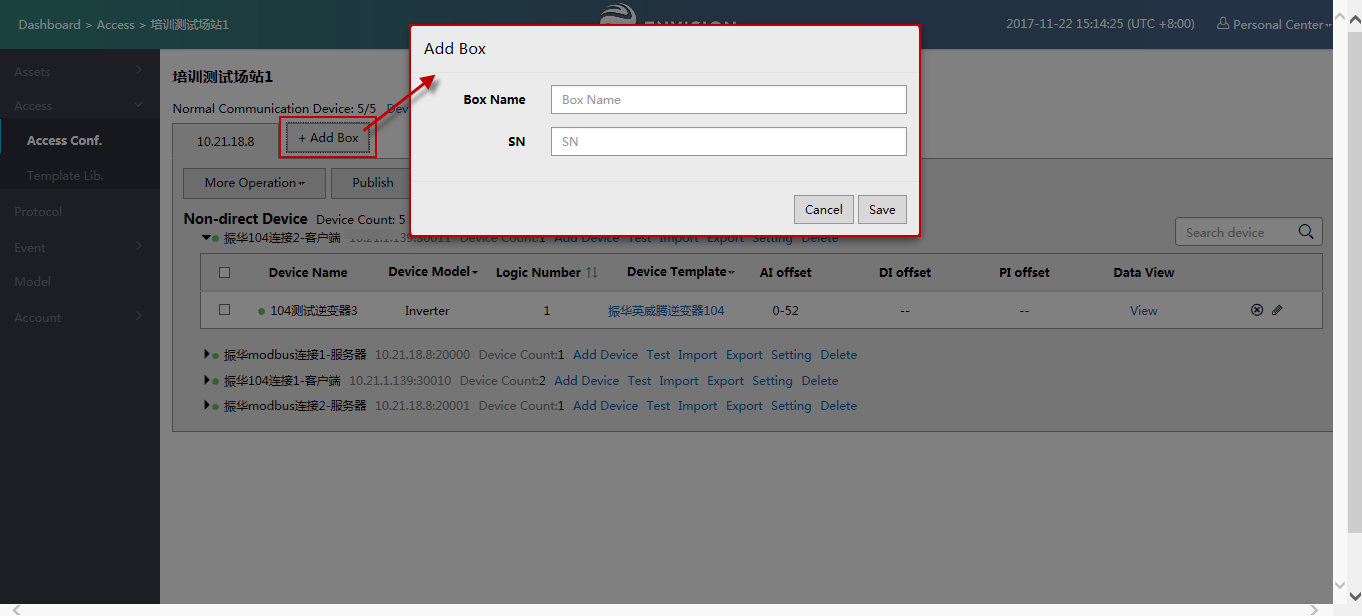 Dashboard > Access > 培训测试场站1
ENVISION
2017-11-22 15:14:25 (UTC +8:00)
Personal Center
Assets
Access
Access Conf.
Template Lib.
Protocol
Event
Model
Account
培训测试场站1
Normal Communication Device: 5/5 Dev
10.21.18.8
+ Add Box
Add Box
Box Name
Box Name
SN
SN
Cancel
Save
More Operation
Publish
Non-direct Device Device Count: 5
Search device
振华104连接2-客户端 10.21.1.139:30011 Device Count:1 Add Device Test Import Export Setting Delete
Device Name Device Model Logic Number Device Template AI offset DI offset PI offset Data View
104测试逆变器3 Inverter 1 振华英威腾逆变器104 0-52 -- -- View
振华modbus连接1-服务器 10.21.18.8:20000 Device Count:1 Add Device Test Import Export Setting Delete
振华104连接1-客户端 10.21.1.139:30010 Device Count:2 Add Device Test Import Export Setting Delete
振华modbus连接2-服务器 10.21.18.8:20001 Device Count:1 Add Device Test Import Export Setting Delete